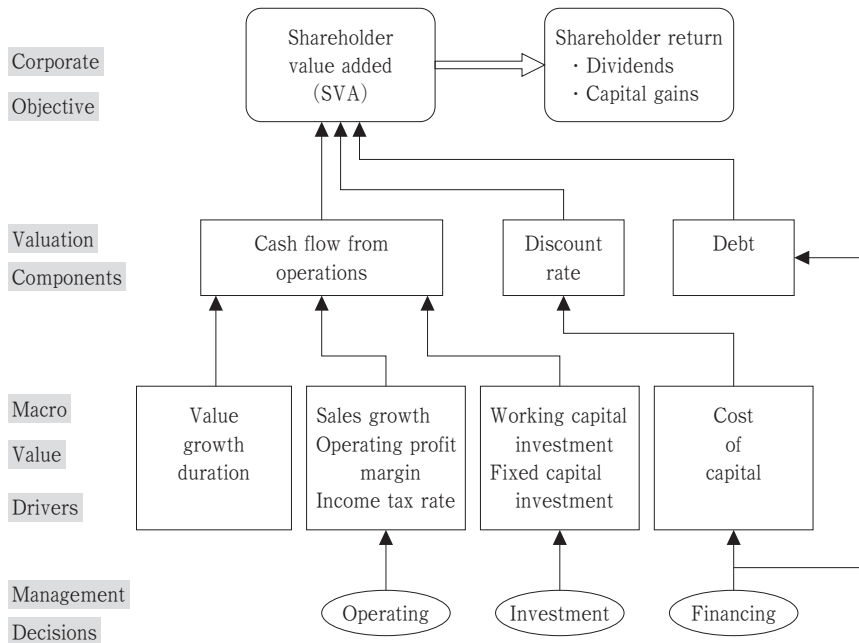 Corporate
Objective
Shareholder
value added
(SVA)
Shareholder return
・Dividends
・Capital gains
Valuation
Components
Cash flow from
operations
Discount
rate
Debt
Macro
Value
Drivers
Value
growth
duration
Sales growth
Operating profit
margin
Income tax rate
Working capital
investment
Fixed capital
investment
Cost
of
capital
Management
Decisions
Operating
Investment
Financing